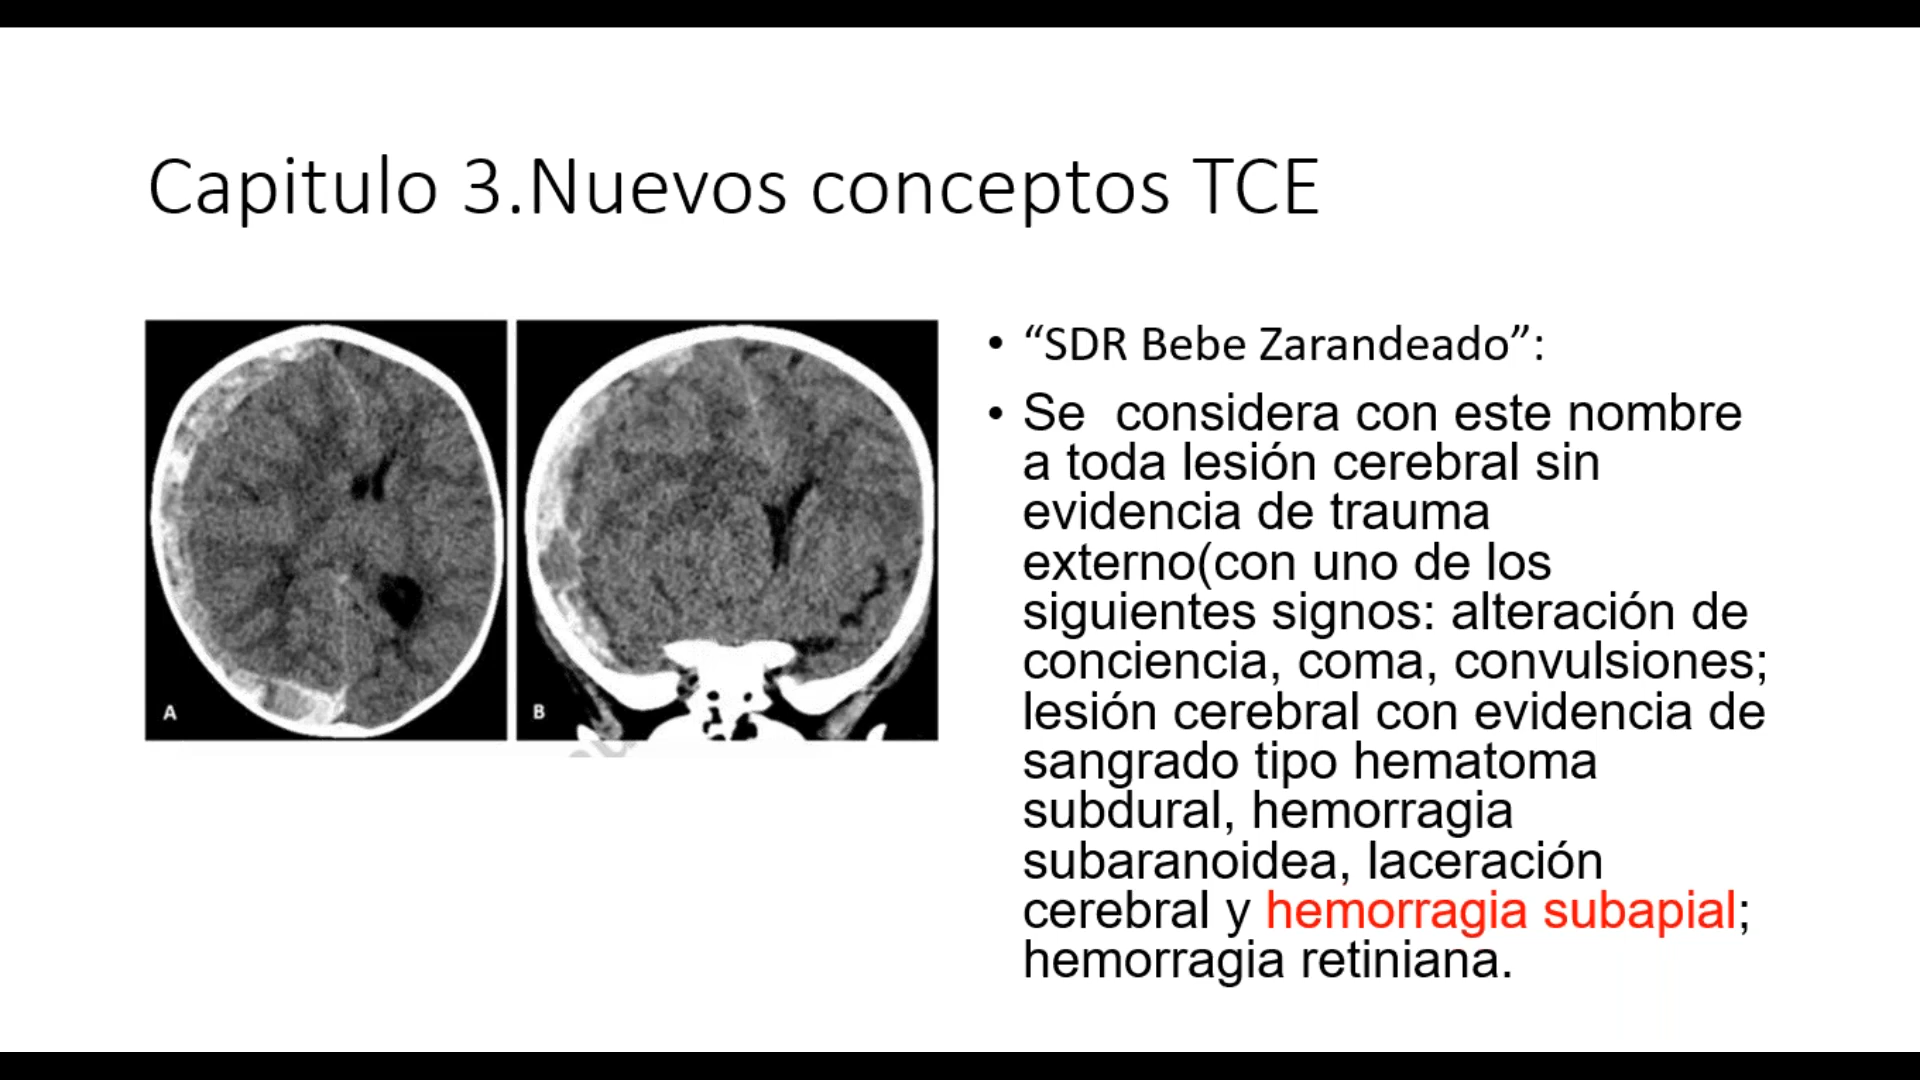 Capitulo 3.Nuevos conceptos TCE
• “SDR Bebe Zarandeado”:
• Se considera con este nombre
a toda lesión cerebral sin
evidencia de trauma
externo(con uno de los
siguientes signos: alteración de
conciencia, coma, convulsiones;
lesión cerebral con evidencia de
sangrado tipo hematoma
subdural, hemorragia
subaranoidea, laceración
cerebral y hemorragia subapial;
hemorragia retiniana.
A
B